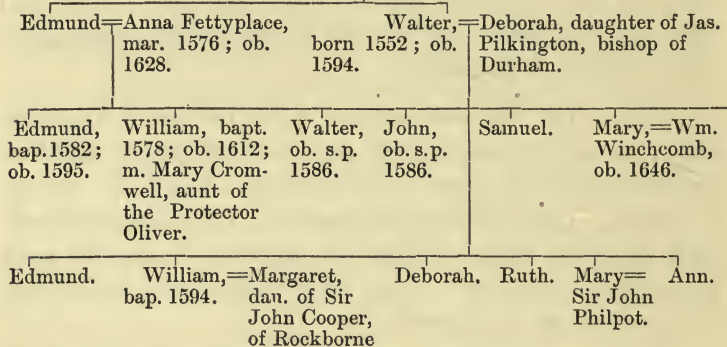 Edmund=Anna Fettyplace,
mar. 1576 ; ob.
1628.
Walter,=Deborah, daughter of Jas.
born 1552 ; ob. Pilkington, bishop of
1594. Durham.
Edmund,
bap. 1582;
ob. 1595.
William, bapt.
1578; ob. 1612;
m. Mary Crom-
well, aunt of
the Protector
Oliver.
Walter,
ob. s.p.
1586.
John,
ob. s.p.
1586.
Samuel.
Mary,=Wm.
Winchcomb,
ob. 1646.
Edmund.
William,=Margaret,
bap. 1594. dau. of Sir
John Cooper,
of Rockborne
Deborah.
Ruth.
Mary=
Sir John
Philpot.
Ann.